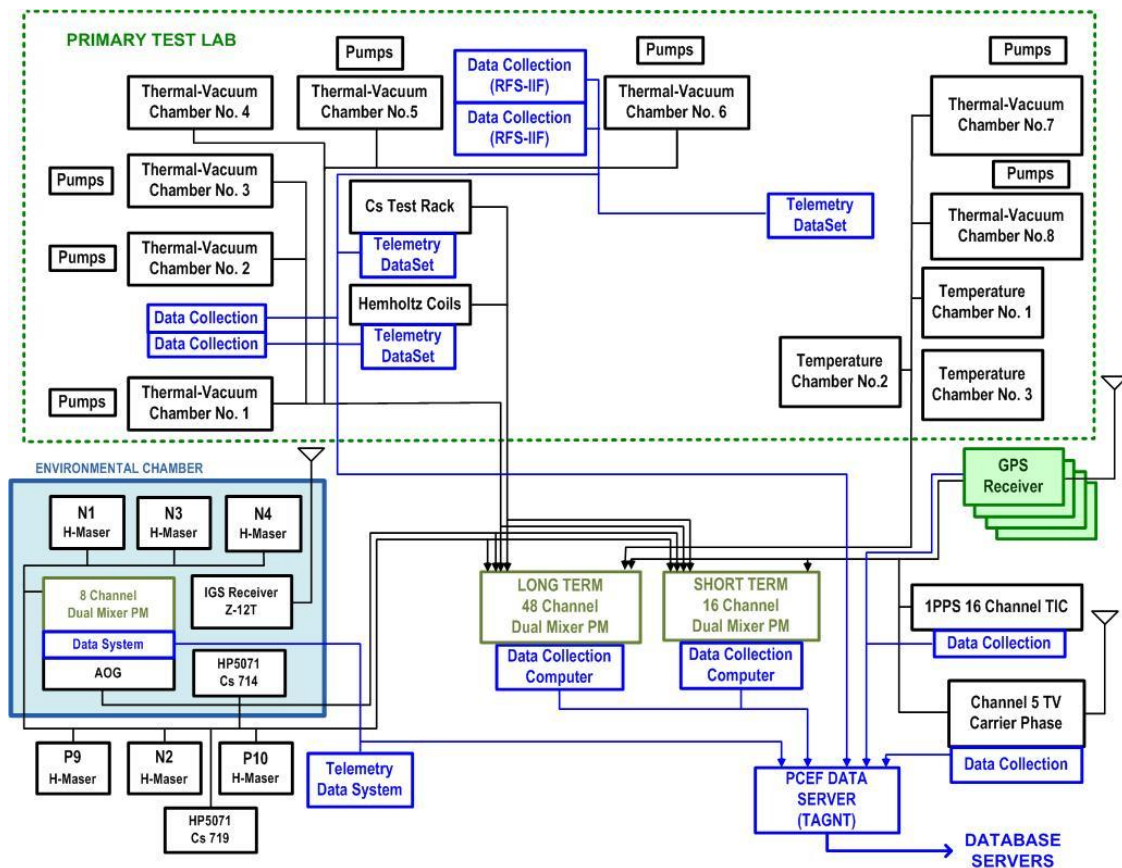 PRIMARY TEST LAB
Pumps
Thermal-Vacuum
Chamber No. 4
Thermal-Vacuum
Chamber No.5
Data Collection
(RFS-IIF)
Data Collection
(RFS-IIF)
Pumps
Thermal-Vacuum
Chamber No. 6
Pumps
Thermal-Vacuum
Chamber No.7
Pumps
Thermal-Vacuum
Chamber No. 3
Cs Test Rack
Telemetry
DataSet
Telemetry
DataSet
Pumps
Thermal-Vacuum
Chamber No.8
Pumps
Thermal-Vacuum
Chamber No. 2
Hemholtz Coils
Telemetry
DataSet
Data Collection
Data Collection
Temperature
Chamber No. 1
Temperature
Chamber No.2
Temperature
Chamber No. 3
Pumps
Thermal-Vacuum
Chamber No. 1
ENVIRONMENTAL CHAMBER
N1
H-Maser
N3
H-Maser
N4
H-Maser
GPS
Receiver
8 Channel
Dual Mixer PM
Data System
AOG
IGS Receiver
Z-12T
HP5071
Cs 714
LONG TERM
48 Channel
Dual Mixer PM
Data Collection
Computer
SHORT TERM
16 Channel
Dual Mixer PM
Data Collection
Computer
1PPS 16 Channel TIC
Data Collection
Channel 5 TV
Carrier Phase
Data Collection
P9
H-Maser
N2
H-Maser
P10
H-Maser
Telemetry
Data System
HP5071
Cs 719
PCEF DATA
SERVER
(TAGNT)
DATABASE
SERVERS